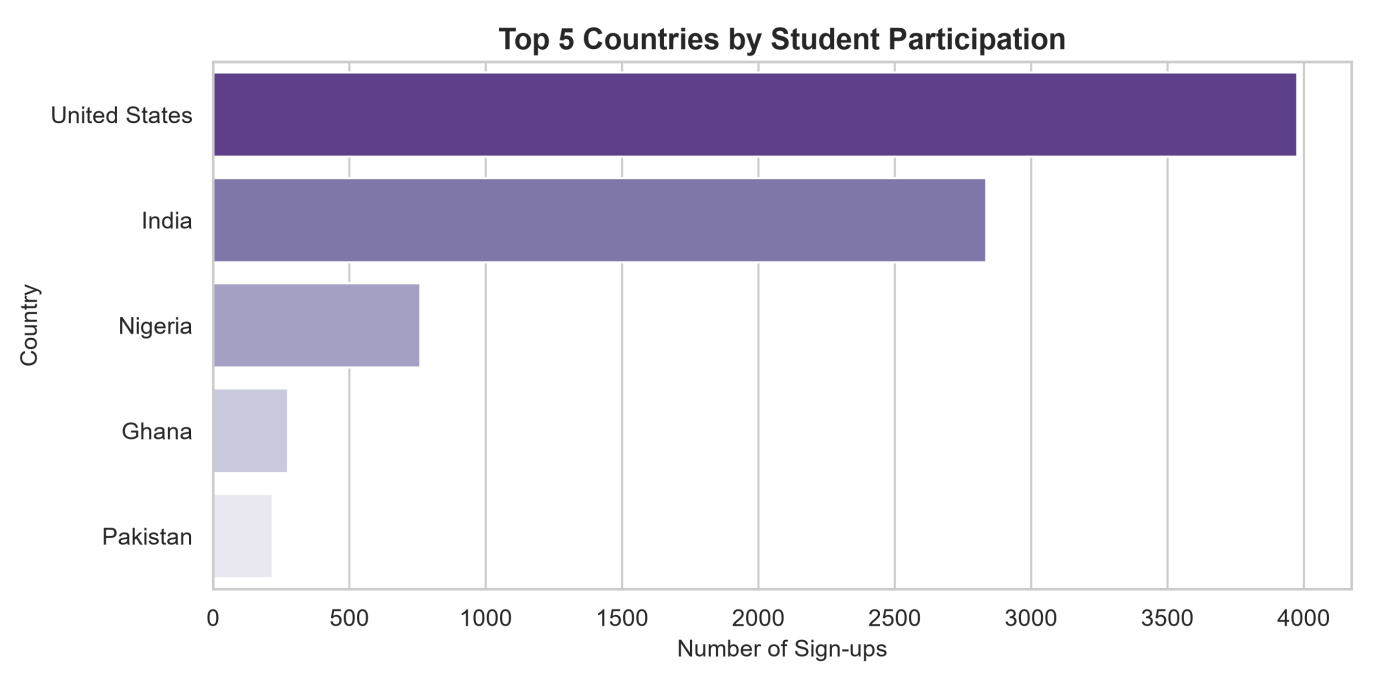 Top 5 Countries by Student Participation
United States
India
Nigeria
Ghana
Pakistan
Country
0 500 1000 1500 2000 2500 3000 3500 4000
Number of Sign-ups